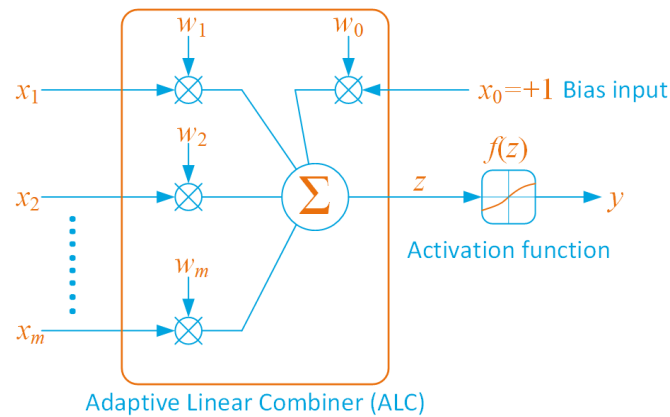 w₁ w₀
x₁ x₀=+1 Bias input
w₂ f(z)
x₂ Σ z y
Activation function
wₘ
xₘ
Adaptive Linear Combiner (ALC)